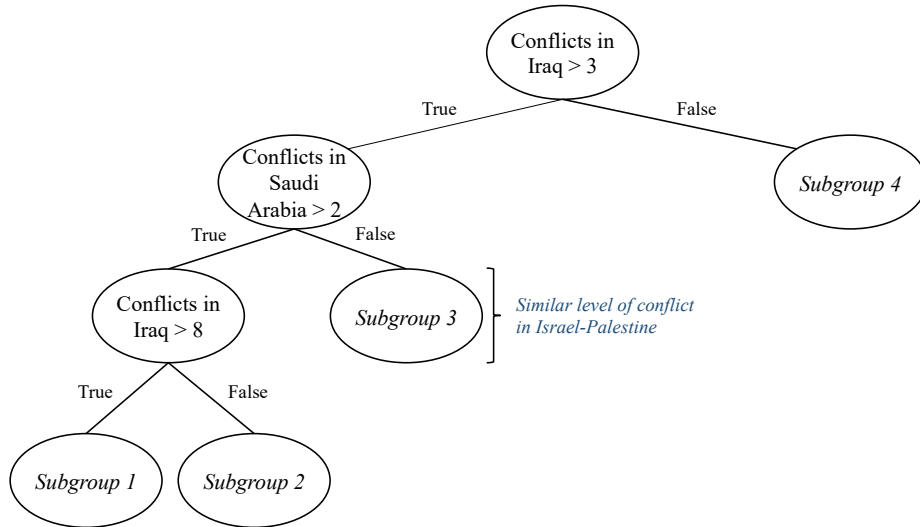 Conflicts in
Iraq > 3
True
False
Conflicts in
Saudi
Arabia > 2
Subgroup 4
True
False
Conflicts in
Iraq > 8
Subgroup 3
Similar level of conflict
in Israel-Palestine
True
False
Subgroup 1
Subgroup 2